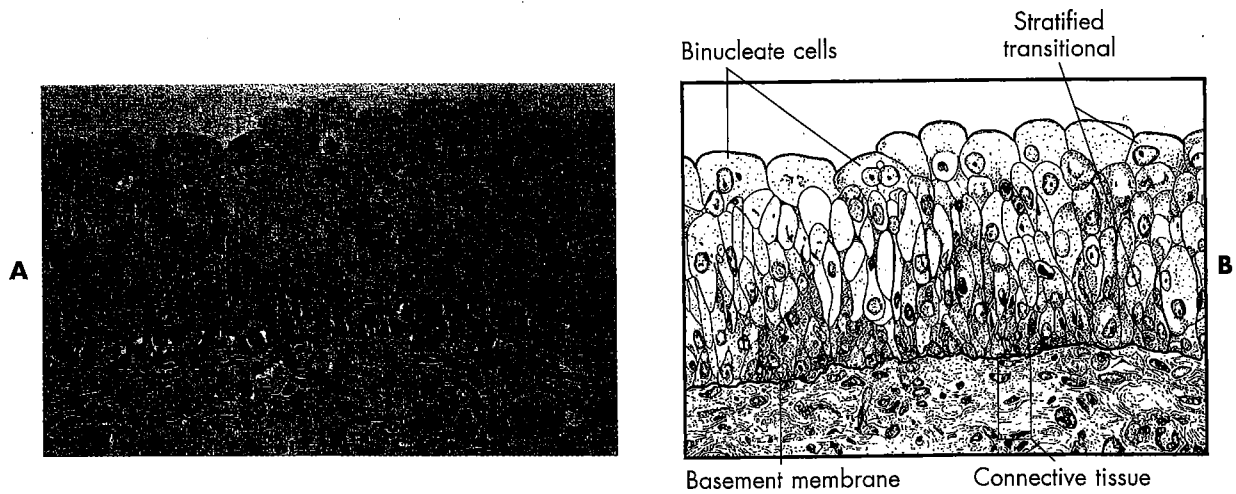 Stratified
transitional
Binucleate cells
A
B
Basement membrane
Connective tissue